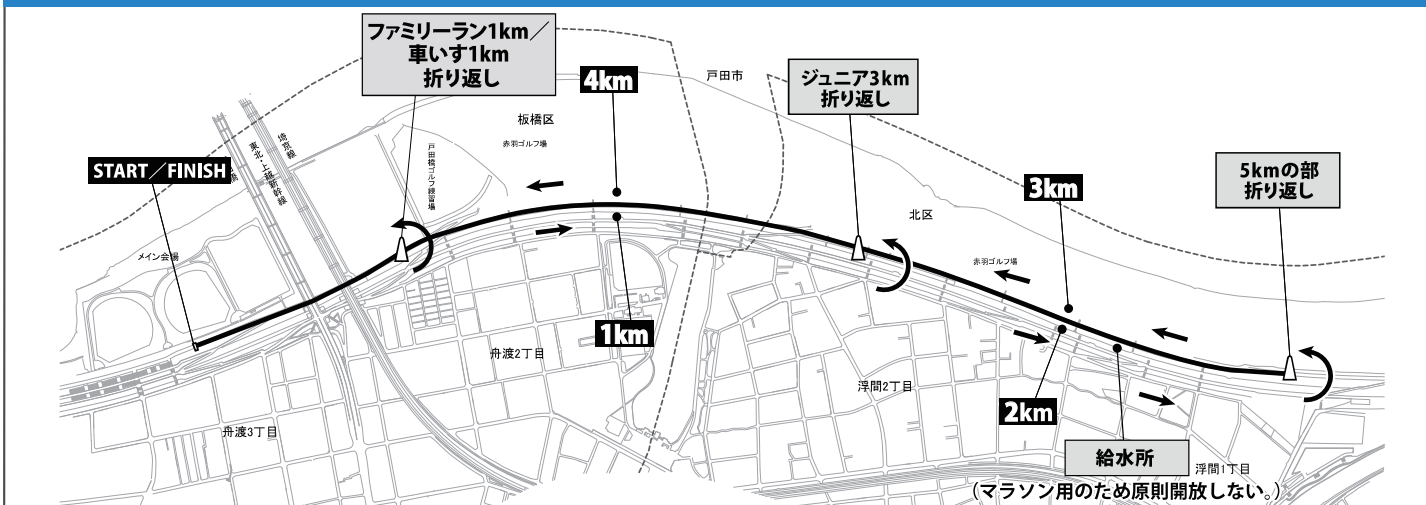 ファミリーラン1km／
車いす1km
折り返し
4km
戸田市
ジュニア3km
折り返し
板橋区
赤羽ゴルフ場
埼京線
東北・上越新幹線
戸田橋ゴルフ練習場
START／FINISH
5kmの部
折り返し
3km
北区
メイン会場
赤羽ゴルフ場
1km
舟渡2丁目
浮間2丁目
2km
舟渡3丁目
給水所
浮間1丁目
(マラソン用のため原則開放しない。)